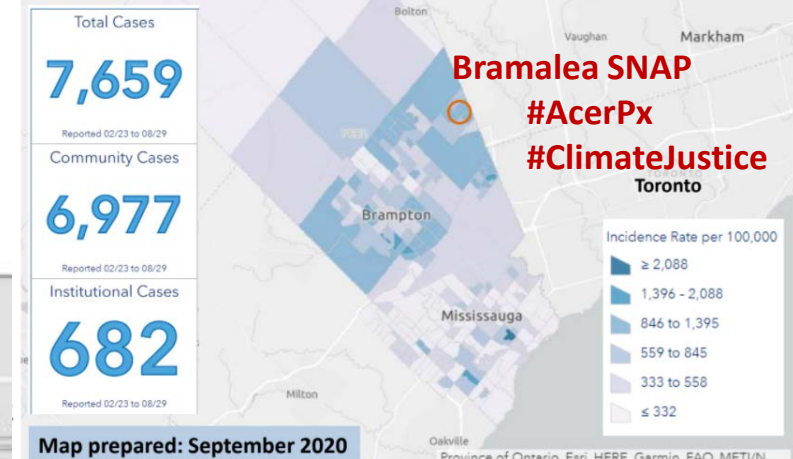 Total Cases
7,659
Reported 02/23 to 08/29
Community Cases
6,977
Reported 02/23 to 08/29
Institutional Cases
682
Reported 02/23 to 08/29
Map prepared: September 2020
Bolton
Vaughan
Markham
Bramalea SNAP
#AcerPx
#ClimateJustice
TORONTO
Toronto
PEEL
Brampton
Mississauga
Milton
Oakville
Incidence Rate per 100,000
≥ 2,088
1,396 - 2,088
846 to 1,395
559 to 845
333 to 558
≤ 332
Province of Ontario, Esri, HERE, Garmin, FAO, METI/N